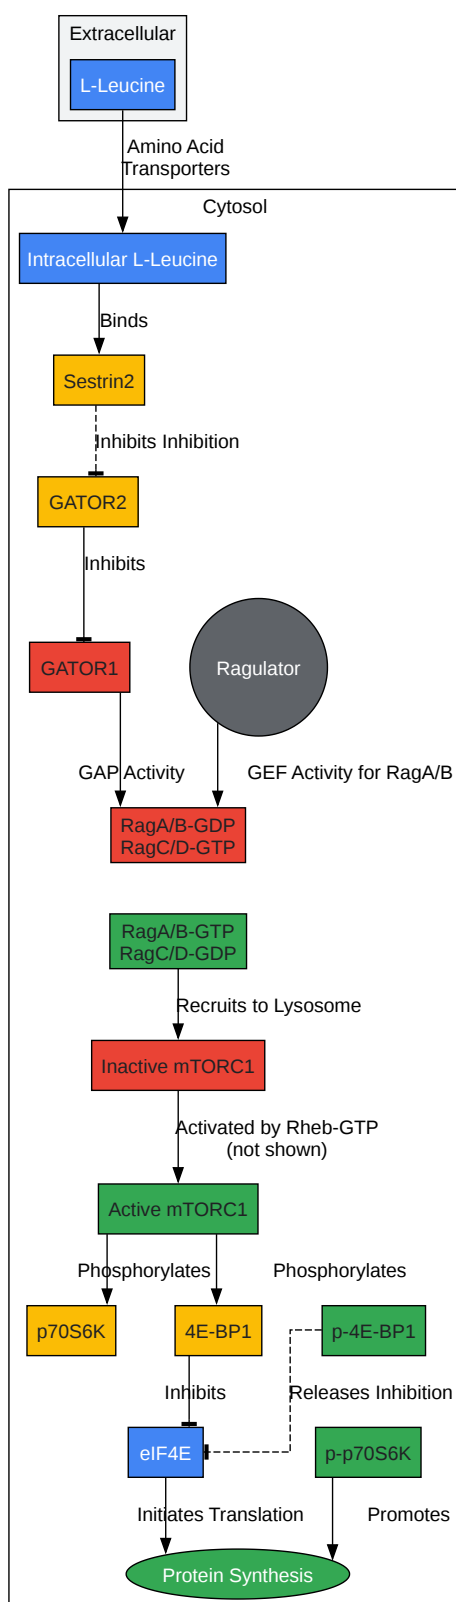 Extracellular
L-Leucine
Amino Acid
Transporters
Cytosol
Intracellular L-Leucine
Binds
Sestrin2
Inhibits Inhibition
GATOR2
Inhibits
GATOR1
Ragulator
GAP Activity
GEF Activity for RagA/B
RagA/B-GDP
RagC/D-GTP
RagA/B-GTP
RagC/D-GDP
Recruits to Lysosome
Inactive mTORC1
Activated by Rheb-GTP
(not shown)
Active mTORC1
Phosphorylates
Phosphorylates
p70S6K
4E-BP1
p-4E-BP1
Inhibits
Releases Inhibition
eIF4E
p-p70S6K
Initiates Translation
Promotes
Protein Synthesis